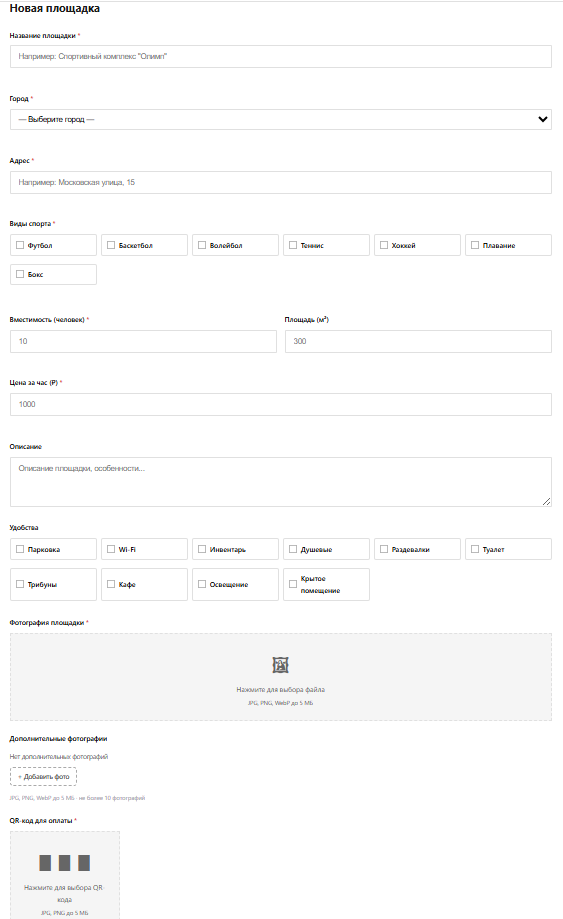 Новая площадка
Название площадки *
Например: Спортивный комплекс "Олимп"
Город *
— Выберите город —
Адрес *
Например: Московская улица, 15
Виды спорта *
Футбол Баскетбол Волейбол Теннис Хоккей Плавание
Бокс
Вместимость (человек) * Площадь (м²)
10 300
Цена за час (Р) *
1000
Описание
Описание площадки, особенности...
Удобства
Парковка Wi-Fi Инвентарь Душевые Раздевалки Туалет
Трибуны Кафе Освещение Крытое
помещение
Фотография площадки *
Нажмите для выбора файла
JPG, PNG, WebP до 5 МБ
Дополнительные фотографии
Нет дополнительных фотографий
+ Добавить фото
JPG, PNG, WebP до 5 МБ · не более 10 фотографий
QR-код для оплаты *
Нажмите для выбора QR
кода
JPG, PNG до 5 МБ